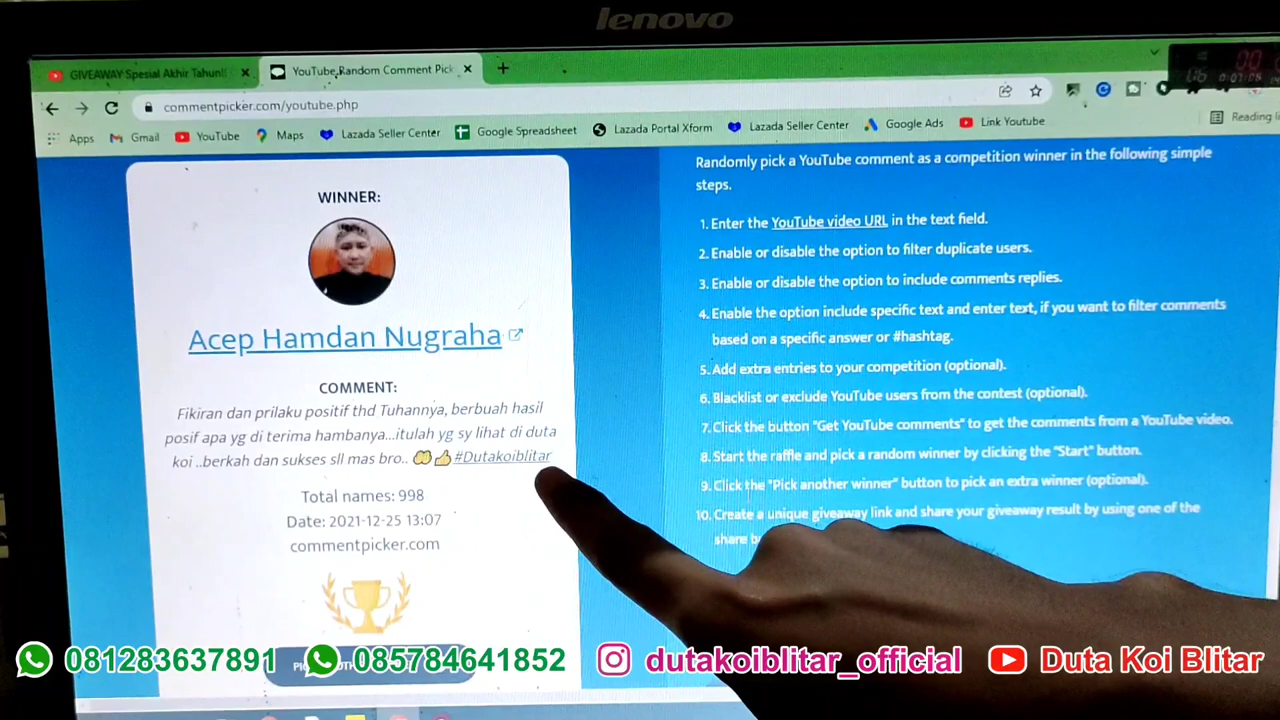 lenovo
GIVEAWAY Spesial Akhir Tahun!!
YouTube Random Comment Pick
commentpicker.com/youtube.php
Apps
Gmail
YouTube
Maps
Lazada Seller Center
Google Spreadsheet
Lazada Portal Xform
Lazada Seller Center
Google Ads
Link Youtube
Reading
WINNER:
Acep Hamdan Nugraha
COMMENT:
Fikiran dan prilaku positif thd Tuhannya, berbuah hasil
posif apa yg di terima hambanya...itulah yg sy lihat di duta
koi ..berkah dan sukses sll mas bro.. 🤲👍 #Dutakoiblitar
Total names: 998
Date: 2021-12-25 13:07
commentpicker.com
Randomly pick a YouTube comment as a competition winner in the following simple
steps.
1. Enter the YouTube video URL in the text field.
2. Enable or disable the option to filter duplicate users.
3. Enable or disable the option to include comments replies.
4. Enable the option include specific text and enter text, if you want to filter comments
based on a specific answer or #hashtag.
5. Add extra entries to your competition (optional).
6. Blacklist or exclude YouTube users from the contest (optional).
7. Click the button "Get YouTube comments" to get the comments from a YouTube video.
8. Start the raffle and pick a random winner by clicking the "Start" button.
9. Click the "Pick another winner" button to pick an extra winner (optional).
10. Create a unique giveaway link and share your giveaway result by using one of the
share
081283637891
085784641852
dutakoiblitar_official
Duta Koi Blitar